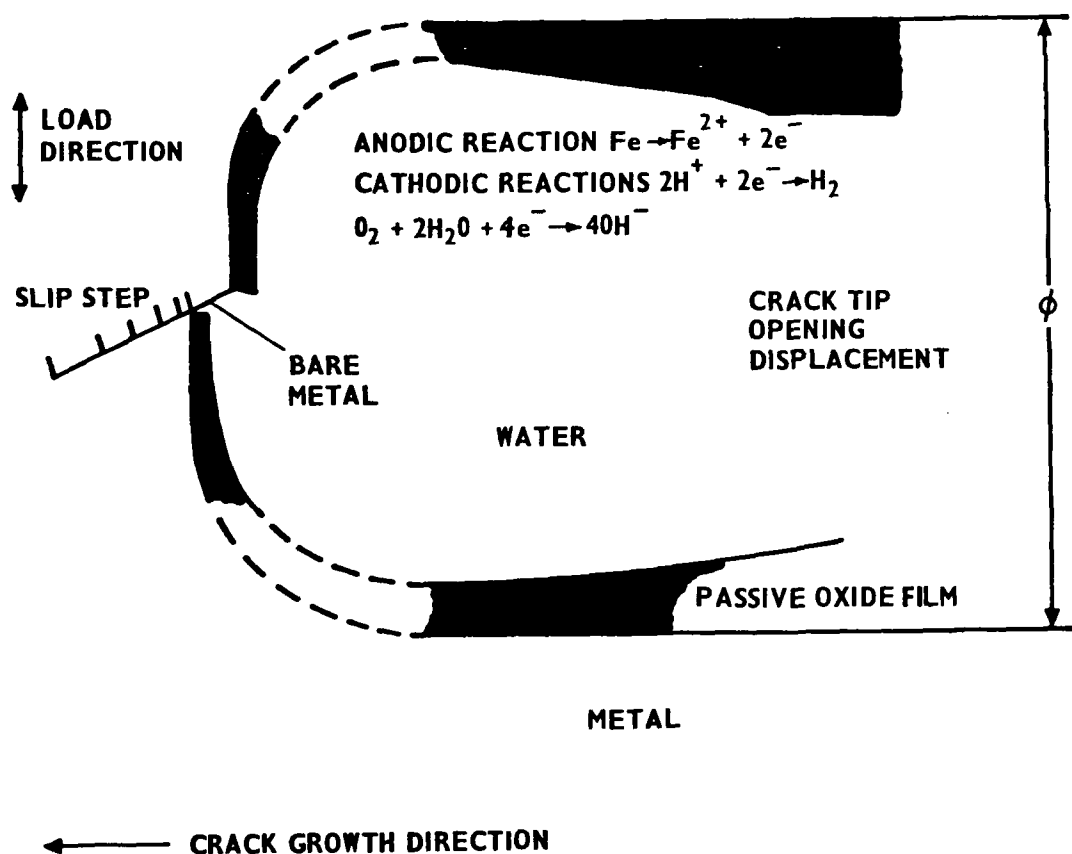 LOAD
DIRECTION
ANODIC REACTION Fe→Fe²⁺ + 2e⁻
CATHODIC REACTIONS 2H⁺ + 2e⁻→H₂
O₂ + 2H₂O + 4e⁻→4OH⁻
SLIP STEP
BARE
METAL
CRACK TIP
OPENING
DISPLACEMENT
ϕ
WATER
PASSIVE OXIDE FILM
METAL
CRACK GROWTH DIRECTION